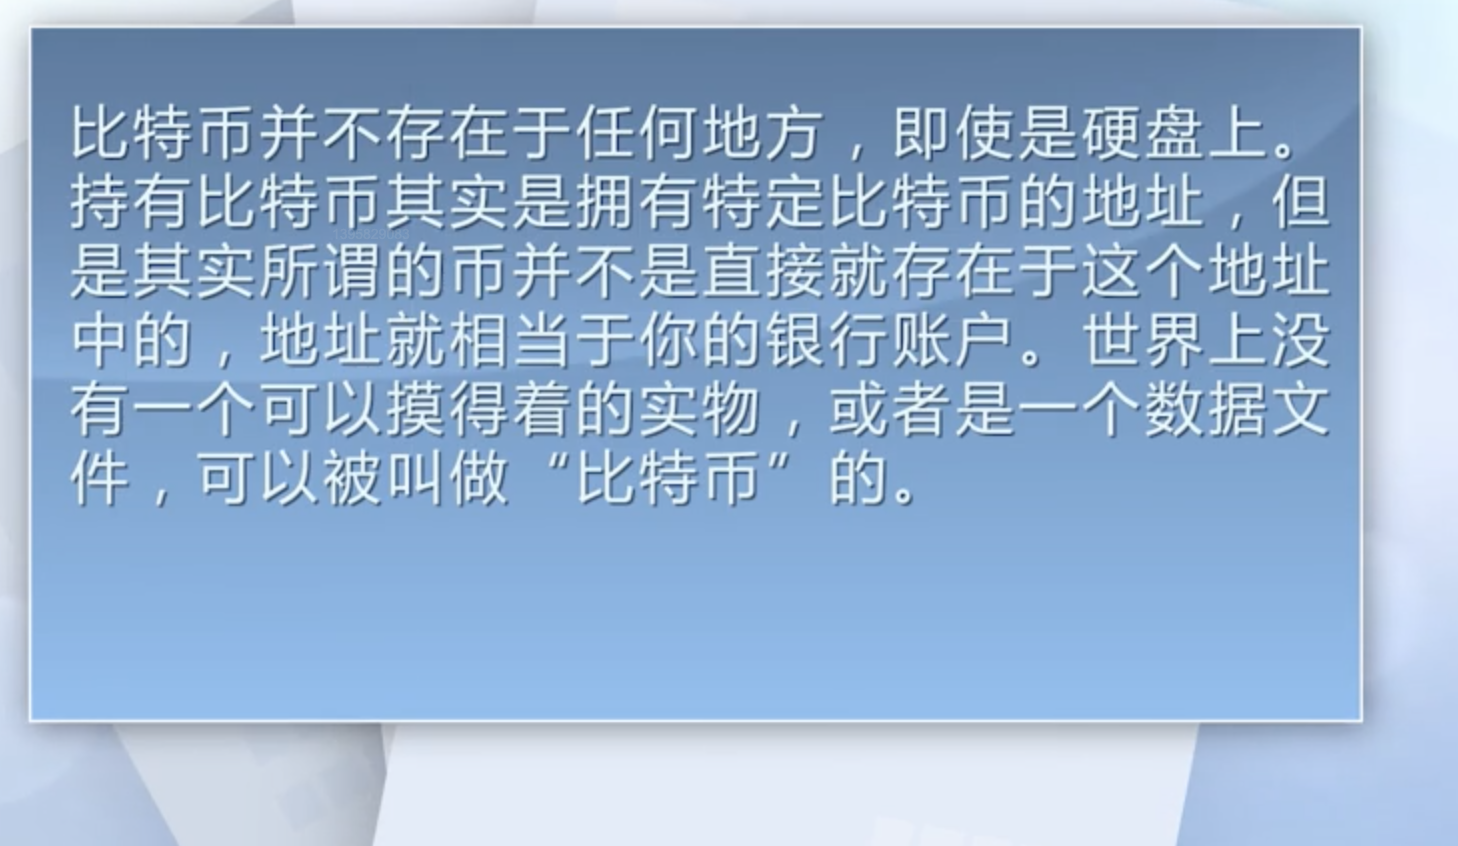 比特币并不存在于任何地方，即使是硬盘上。
持有比特币其实是拥有特定比特币的地址，但
是其实所谓的币并不是直接就存在于这个地址
中的，地址就相当于你的银行账户。世界上没
有一个可以摸得着的实物，或者是一个数据文
件，可以被叫做“比特币”的。